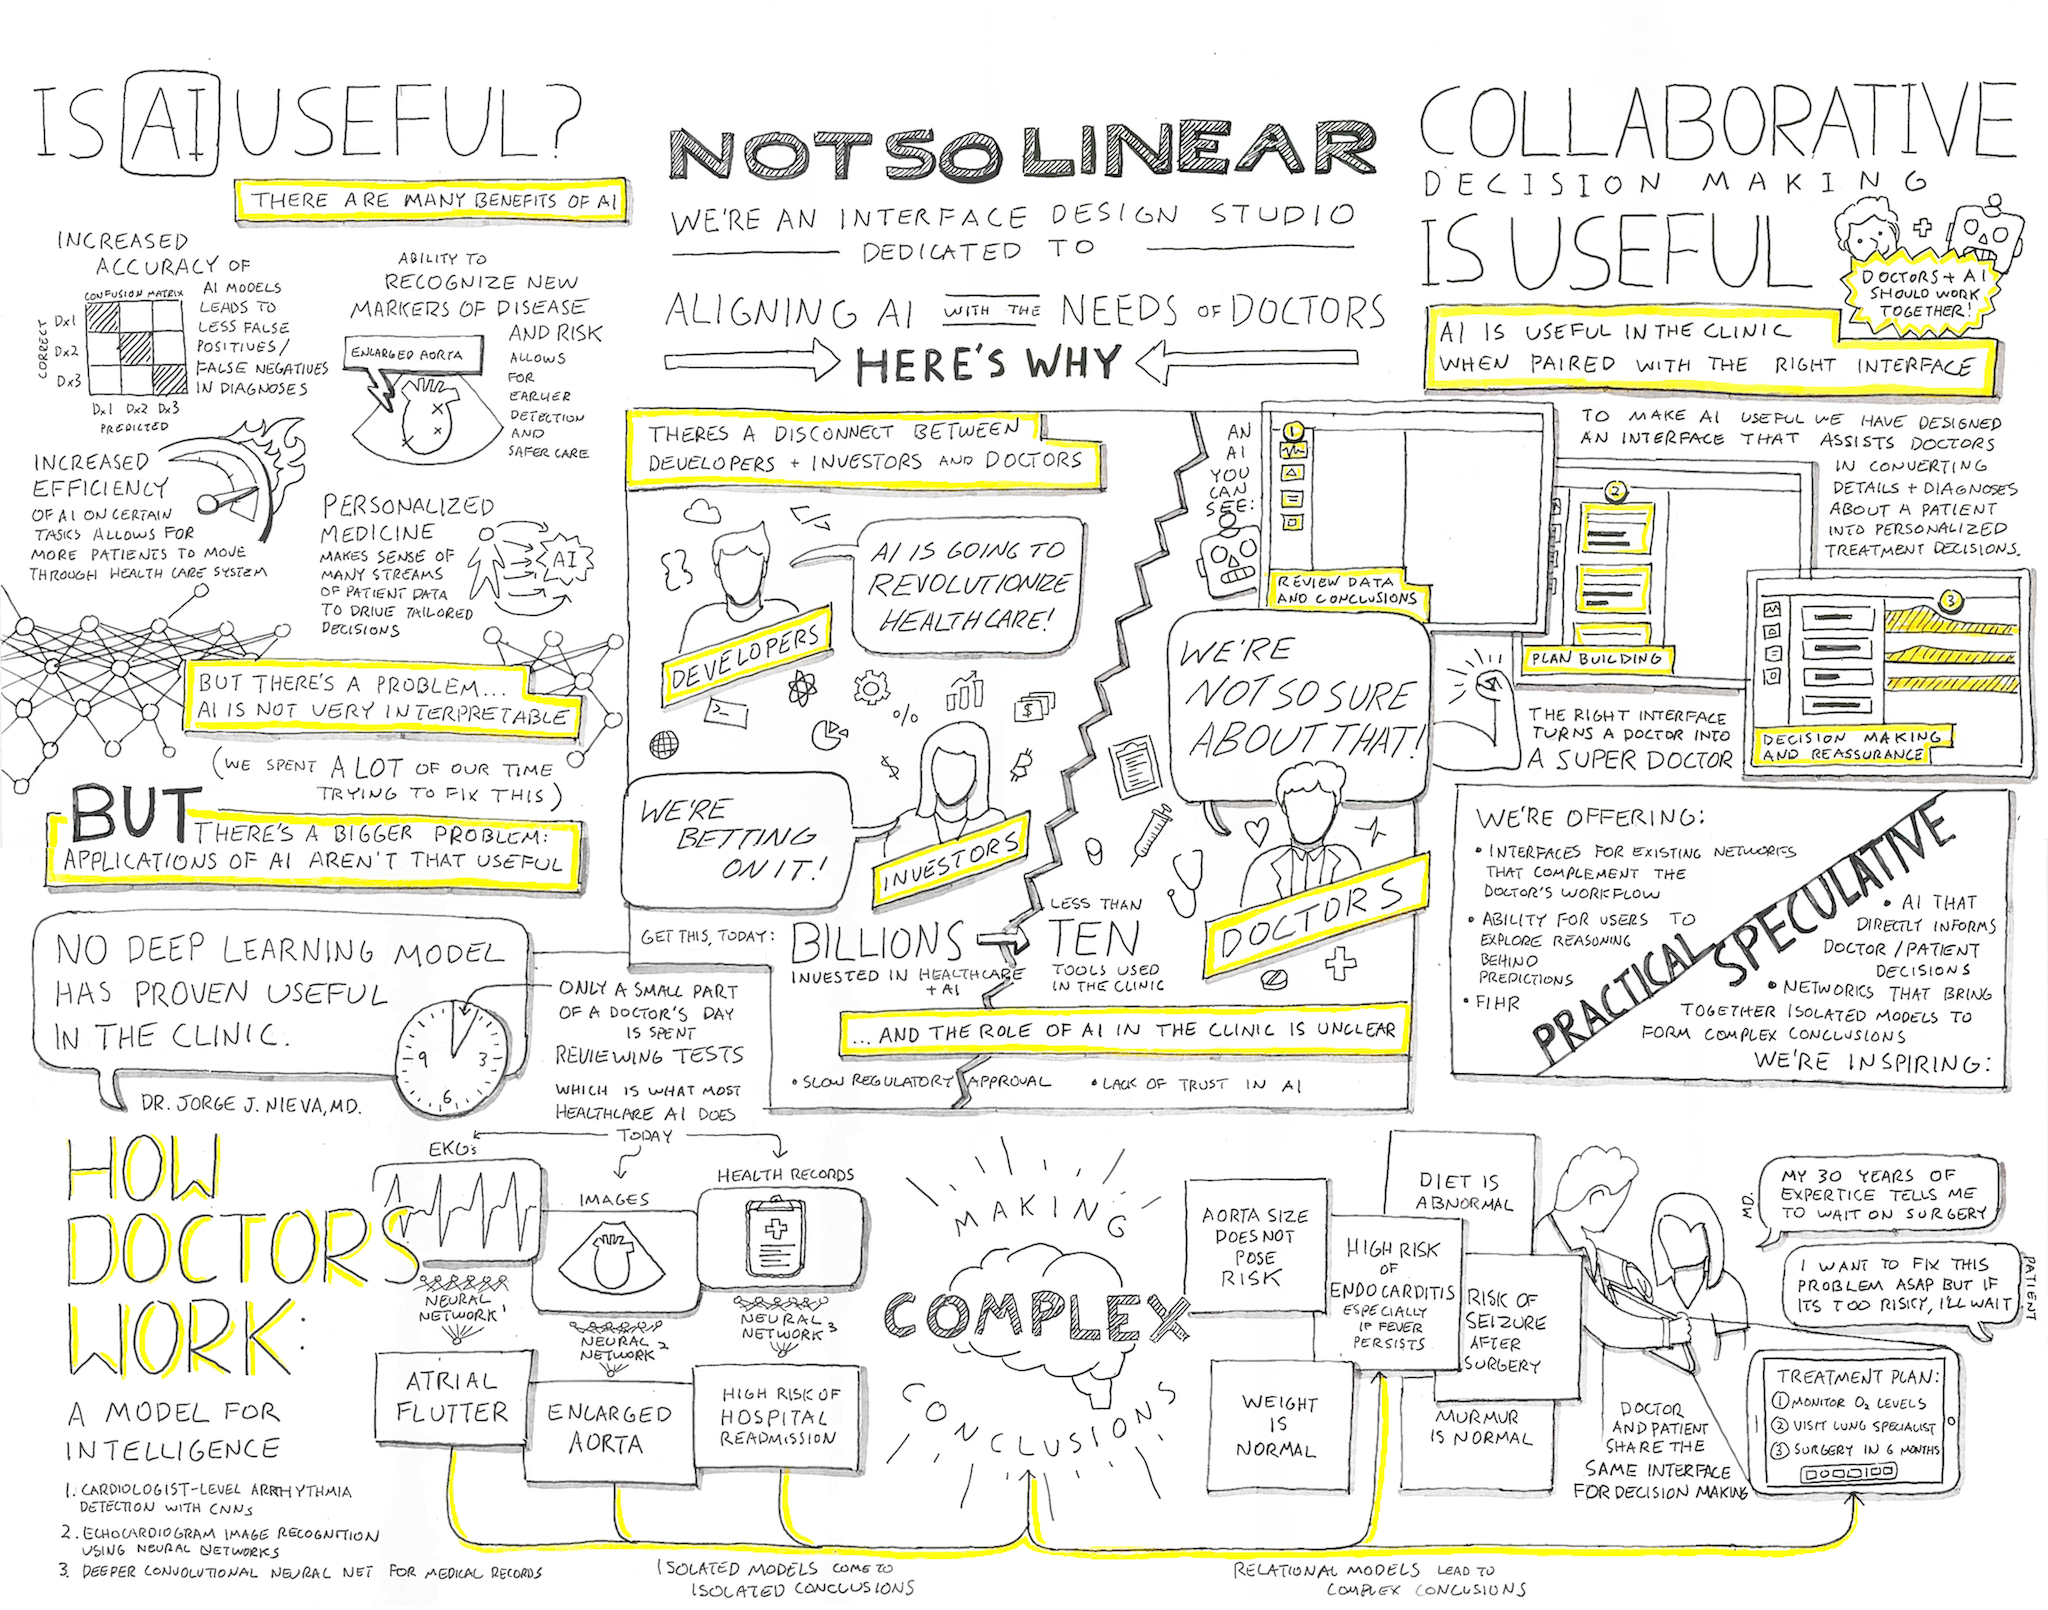 IS AI USEFUL?
THERE ARE MANY BENEFITS OF AI
INCREASED
ACCURACY OF
AI MODELS
LEADS TO
LESS FALSE
POSITIVES/
FALSE NEGATIVES
IN DIAGNOSES
CONFUSION MATRIX
CORRECT
Dx1
Dx2
Dx3
Dx1 Dx2 Dx3
PREDICTED
ABILITY TO
RECOGNIZE NEW
MARKERS OF DISEASE
AND RISK
ALLOWS
FOR
EARLIER
DETECTION
AND
SAFER CARE
ENLARGED AORTA
INCREASED
EFFICIENCY
OF AI ON CERTAIN
TASKS ALLOWS FOR
MORE PATIENTS TO MOVE
THROUGH HEALTH CARE SYSTEM
PERSONALIZED
MEDICINE
MAKES SENSE OF
MANY STREAMS
OF PATIENT DATA
TO DRIVE TAILORED
DECISIONS
AI
BUT THERE'S A PROBLEM...
AI IS NOT VERY INTERPRETABLE
(WE SPENT A LOT OF OUR TIME
TRYING TO FIX THIS)
BUT THERE'S A BIGGER PROBLEM:
APPLICATIONS OF AI AREN'T THAT USEFUL
NO DEEP LEARNING MODEL
HAS PROVEN USEFUL
IN THE CLINIC.
DR. JORGE J. NIEVA, MD.
9 3
6
ONLY A SMALL PART
OF A DOCTOR'S DAY
IS SPENT
REVIEWING TESTS
WHICH IS WHAT MOST
HEALTHCARE AI DOES
TODAY
NOT SO LINEAR
WE'RE AN INTERFACE DESIGN STUDIO
DEDICATED TO
ALIGNING AI WITH THE NEEDS OF DOCTORS
HERE'S WHY
THERES A DISCONNECT BETWEEN
DEVELOPERS + INVESTORS AND DOCTORS
</>
{}
AI IS GOING TO
REVOLUTIONIZE
HEALTHCARE!
DEVELOPERS
>_
%
$
$
WE'RE
BETTING
ON IT!
INVESTORS
WE'RE
NOT SO SURE
ABOUT THAT!
DOCTORS
GET THIS, TODAY:
BILLIONS
INVESTED IN HEALTHCARE
+ AI
LESS THAN
TEN
TOOLS USED
IN THE CLINIC
...AND THE ROLE OF AI IN THE CLINIC IS UNCLEAR
• SLOW REGULATORY APPROVAL
• LACK OF TRUST IN AI
COLLABORATIVE
DECISION MAKING
IS USEFUL
DOCTORS + AI
SHOULD WORK
TOGETHER!
AI IS USEFUL IN THE CLINIC
WHEN PAIRED WITH THE RIGHT INTERFACE
AN
AI
YOU
CAN
SEE:
1
REVIEW DATA
AND CONCLUSIONS
TO MAKE AI USEFUL WE HAVE DESIGNED
AN INTERFACE THAT ASSISTS DOCTORS
IN CONVERTING
DETAILS + DIAGNOSES
ABOUT A PATIENT
INTO PERSONALIZED
TREATMENT DECISIONS.
2
PLAN BUILDING
3
DECISION MAKING
AND REASSURANCE
THE RIGHT INTERFACE
TURNS A DOCTOR INTO
A SUPER DOCTOR
WE'RE OFFERING:
• INTERFACES FOR EXISTING NETWORKS
THAT COMPLEMENT THE
DOCTOR'S WORKFLOW
• ABILITY FOR USERS TO
EXPLORE REASONING
BEHIND
PREDICTIONS
• FIHR
PRACTICAL
SPECULATIVE
• AI THAT
DIRECTLY INFORMS
DOCTOR/PATIENT
DECISIONS
• NETWORKS THAT BRING
TOGETHER ISOLATED MODELS TO
FORM COMPLEX CONCLUSIONS
WE'RE INSPIRING:
HOW
DOCTORS
WORK:
A MODEL FOR
INTELLIGENCE
1. CARDIOLOGIST-LEVEL ARRHYTHMIA
DETECTION WITH CNNS
2. ECHOCARDIOGRAM IMAGE RECOGNITION
USING NEURAL NETWORKS
3. DEEPER CONVOLUTIONAL NEURAL NET FOR MEDICAL RECORDS
EKGs
IMAGES
HEALTH RECORDS
NEURAL
NETWORK 1
NEURAL
NETWORK 2
NEURAL
NETWORK 3
ATRIAL
FLUTTER
ENLARGED
AORTA
HIGH RISK OF
HOSPITAL
READMISSION
ISOLATED MODELS COME TO
ISOLATED CONCLUSIONS
MAKING
COMPLEX
CONCLUSIONS
AORTA SIZE
DOES NOT
POSE
RISK
DIET IS
ABNORMAL
HIGH RISK
OF
ENDOCARDITIS
ESPECIALLY
IF FEVER
PERSISTS
RISK OF
SEIZURE
AFTER
SURGERY
WEIGHT
IS
NORMAL
MURMUR
IS NORMAL
RELATIONAL MODELS LEAD TO
COMPLEX CONCLUSIONS
MD.
MY 30 YEARS OF
EXPERTICE TELLS ME
TO WAIT ON SURGERY
I WANT TO FIX THIS
PROBLEM ASAP BUT IF
ITS TOO RISKY, I'LL WAIT
PATIENT
DOCTOR
AND PATIENT
SHARE THE
SAME INTERFACE
FOR DECISION MAKING
TREATMENT PLAN:
1 MONITOR O2 LEVELS
2 VISIT LUNG SPECIALIST
3 SURGERY IN 6 MONTHS